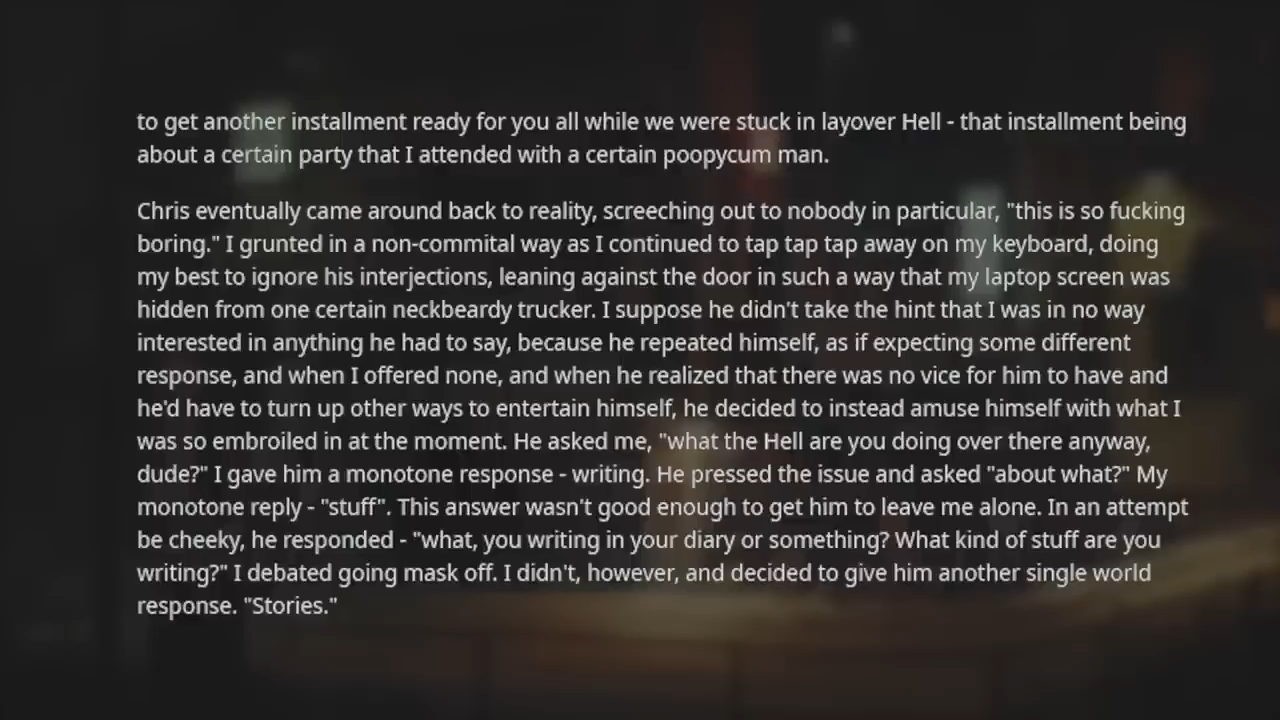 to get another installment ready for you all while we were stuck in layover Hell - that installment being
about a certain party that I attended with a certain poopycum man.
Chris eventually came around back to reality, screeching out to nobody in particular, "this is so fucking
boring." I grunted in a non-commital way as I continued to tap tap tap away on my keyboard, doing
my best to ignore his interjections, leaning against the door in such a way that my laptop screen was
hidden from one certain neckbeardy trucker. I suppose he didn't take the hint that I was in no way
interested in anything he had to say, because he repeated himself, as if expecting some different
response, and when I offered none, and when he realized that there was no vice for him to have and
he'd have to turn up other ways to entertain himself, he decided to instead amuse himself with what I
was so embroiled in at the moment. He asked me, "what the Hell are you doing over there anyway,
dude?" I gave him a monotone response - writing. He pressed the issue and asked "about what?" My
monotone reply - "stuff". This answer wasn't good enough to get him to leave me alone. In an attempt
be cheeky, he responded - "what, you writing in your diary or something? What kind of stuff are you
writing?" I debated going mask off. I didn't, however, and decided to give him another single world
response. "Stories."